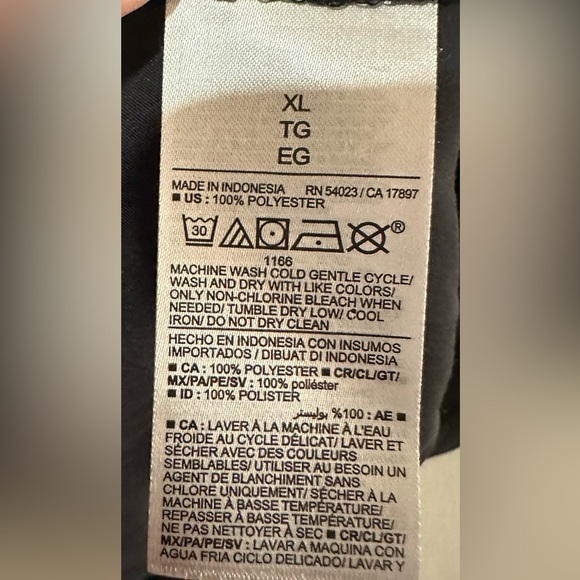 XL
TG
EG
MADE IN INDONESIA RN 54023 / CA 17897
■ US : 100% POLYESTER
30 ®
1166
MACHINE WASH COLD GENTLE CYCLE/
WASH AND DRY WITH LIKE COLORS/
ONLY NON-CHLORINE BLEACH WHEN
NEEDED/ TUMBLE DRY LOW/ COOL
IRON/ DO NOT DRY CLEAN
HECHO EN INDONESIA CON INSUMOS
IMPORTADOS / DIBUAT DI INDONESIA
■ CA : 100% POLYESTER ■ CR/CL/GT/
MX/PA/PE/SV : 100% poliéster
■ ID : 100% POLISTER
■ AE : 100% بوليستر
■ CA : LAVER À LA MACHINE À L'EAU
FROIDE AU CYCLE DÉLICAT/ LAVER ET
SÉCHER AVEC DES COULEURS
SEMBLABLES/ UTILISER AU BESOIN UN
AGENT DE BLANCHIMENT SANS
CHLORE UNIQUEMENT/ SÉCHER À LA
MACHINE À BASSE TEMPÉRATURE/
REPASSER À BASSE TEMPÉRATURE/
NE PAS NETTOYER À SEC ■ CR/CL/GT/
MX/PA/PE/SV : LAVAR A MAQUINA CON
AGUA FRIA CICLO DELICADO/ LAVAR Y